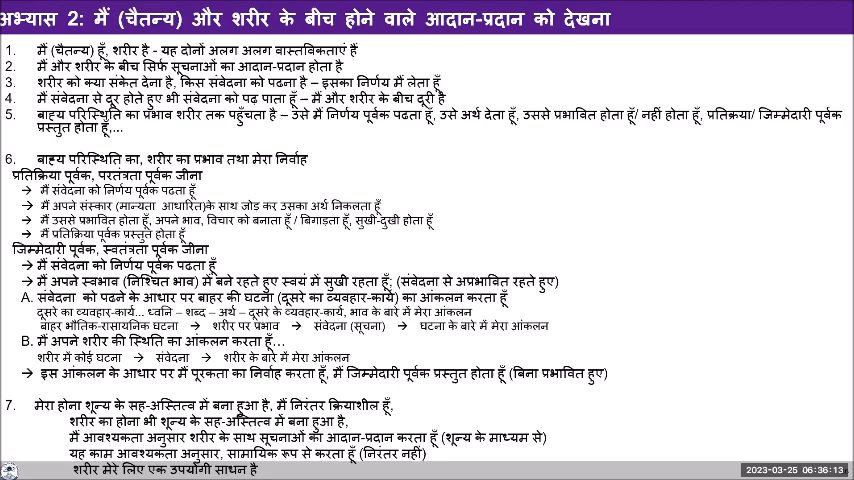 अभ्यास 2: मैं (चैतन्य) और शरीर के बीच होने वाले आदान-प्रदान को देखना
1. मैं (चैतन्य) हूँ, शरीर है - यह दोनों अलग अलग वास्तविकताएं हैं
2. मैं और शरीर के बीच सिर्फ सूचनाओं का आदान-प्रदान होता है
3. शरीर को क्या संकेत देना है, किस संवेदना को पढना है – इसका निर्णय मैं लेता हूँ
4. मैं संवेदना से दूर होते हुए भी संवेदना को पढ़ पाता हूँ – मैं और शरीर के बीच दूरी है
5. बाह्य परिस्थिति का प्रभाव शरीर तक पहुँचता है – उसे मैं निर्णय पूर्वक पढता हूँ, उसे अर्थ देता हूँ, उससे प्रभावित होता हूँ/ नहीं होता हूँ, प्रतिक्रया/ जिम्मेदारी पूर्वक
प्रस्तुत होता हूँ,...
6. बाह्य परिस्थिति का, शरीर का प्रभाव तथा मेरा निर्वाह
प्रतिक्रिया पूर्वक, परतंत्रता पूर्वक जीना
→ मैं संवेदना को निर्णय पूर्वक पढता हूँ
→ मैं अपने संस्कार (मान्यता आधारित)के साथ जोड कर उसका अर्थ निकलता हूँ
→ मैं उससे प्रभावित होता हूँ, अपने भाव, विचार को बनाता हूँ / बिगाड़ता हूँ, सुखी-दुखी होता हूँ
→ मैं प्रतिक्रिया पूर्वक प्रस्तुत होता हूँ
जिम्मेदारी पूर्वक, स्वतंत्रता पूर्वक जीना
→ मैं संवेदना को निर्णय पूर्वक पढता हूँ
→ मैं अपने स्वभाव (निश्चित भाव) में बने रहते हुए स्वयं में सुखी रहता हूँ; (संवेदना से अप्रभावित रहते हुए)
A. संवेदना को पढने के आधार पर बाहर की घटना (दूसरे का व्यवहार-कार्य) का आंकलन करता हूँ
दूसरे का व्यवहार-कार्य... ध्वनि – शब्द – अर्थ – दूसरे के व्यवहार-कार्य, भाव के बारे में मेरा आंकलन
बाहर भौतिक-रासायनिक घटना → शरीर पर प्रभाव → संवेदना (सूचना) → घटना के बारे में मेरा आंकलन
B. मैं अपने शरीर की स्थिति का आंकलन करता हूँ...
शरीर में कोई घटना → संवेदना → शरीर के बारे में मेरा आंकलन
→ इस आंकलन के आधार पर मैं पूरकता का निर्वाह करता हूँ, मैं जिम्मेदारी पूर्वक प्रस्तुत होता हूँ (बिना प्रभावित हुए)
7. मेरा होना शून्य के सह-अस्तित्व में बना हुआ है, मैं निरंतर क्रियाशील हूँ,
शरीर का होना भी शून्य के सह-अस्तित्व में बना हुआ है,
मैं आवश्यकता अनुसार शरीर के साथ सूचनाओं का आदान-प्रदान करता हूँ (शून्य के माध्यम से)
यह काम आवश्यकता अनुसार, सामायिक रूप से करता हूँ (निरंतर नहीं)
शरीर मेरे लिए एक उपयोगी साधन है
2023-03-25 06:36:13